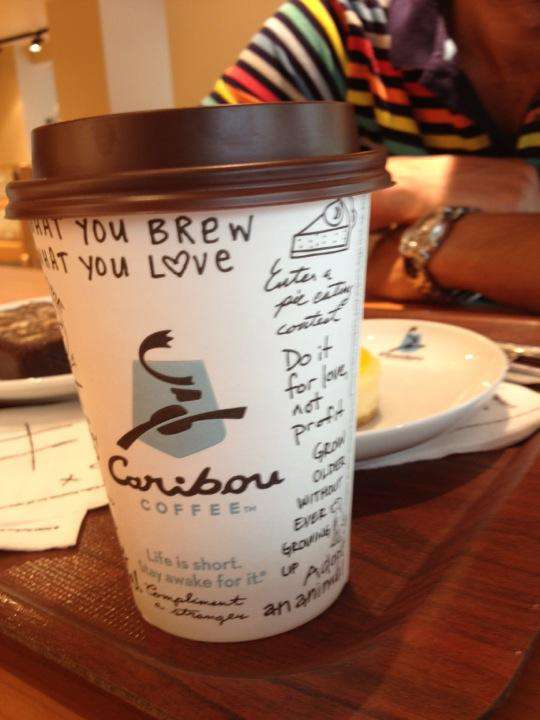 YOU BREW
YOU LOVE
Enter a
pie eating
contest
Do it
for love,
not
profit
GROW
OLDER
WITHOUT
EVER
GROWING
UP
Adopt
an animal
Caribou
COFFEE™
Life is short.
Stay awake for it.®
Compliment
a stranger